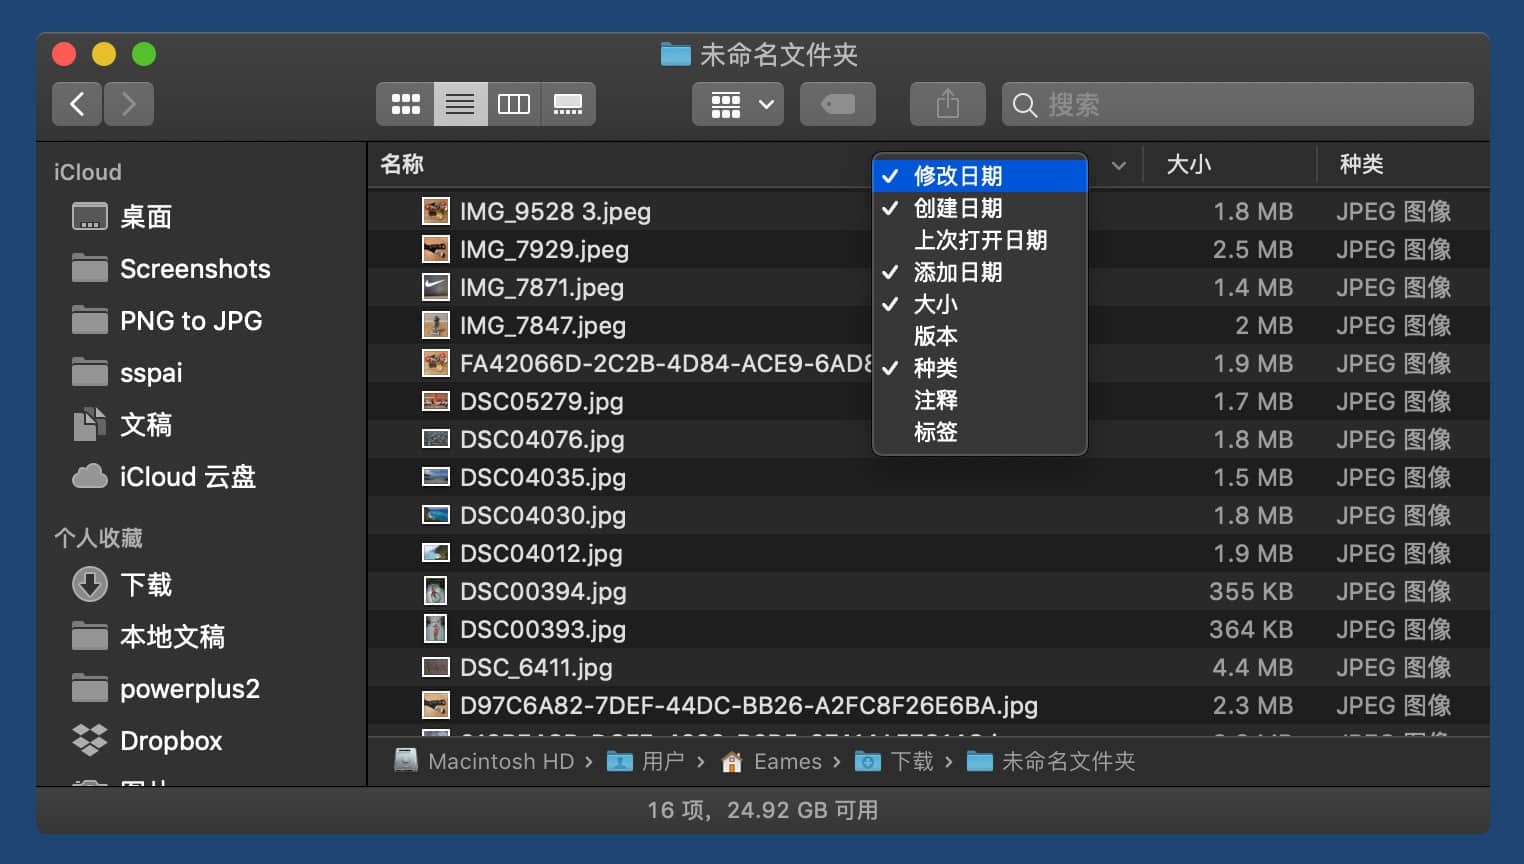 未命名文件夹
搜索
iCloud
桌面
Screenshots
PNG to JPG
sspai
文稿
iCloud 云盘
个人收藏
下载
本地文稿
powerplus2
Dropbox
名称 大小 种类
修改日期
创建日期
上次打开日期
添加日期
大小
版本
种类
注释
标签
IMG_9528 3.jpeg 1.8 MB JPEG 图像
IMG_7929.jpeg 2.5 MB JPEG 图像
IMG_7871.jpeg 1.4 MB JPEG 图像
IMG_7847.jpeg 2 MB JPEG 图像
FA42066D-2C2B-4D84-ACE9-6AD8 1.9 MB JPEG 图像
DSC05279.jpg 1.7 MB JPEG 图像
DSC04076.jpg 1.8 MB JPEG 图像
DSC04035.jpg 1.5 MB JPEG 图像
DSC04030.jpg 1.8 MB JPEG 图像
DSC04012.jpg 1.9 MB JPEG 图像
DSC00394.jpg 355 KB JPEG 图像
DSC00393.jpg 364 KB JPEG 图像
DSC_6411.jpg 4.4 MB JPEG 图像
D97C6A82-7DEF-44DC-BB26-A2FC8F26E6BA.jpg 2.3 MB JPEG 图像
Macintosh HD › 用户 › Eames › 下载 › 未命名文件夹
16 项，24.92 GB 可用